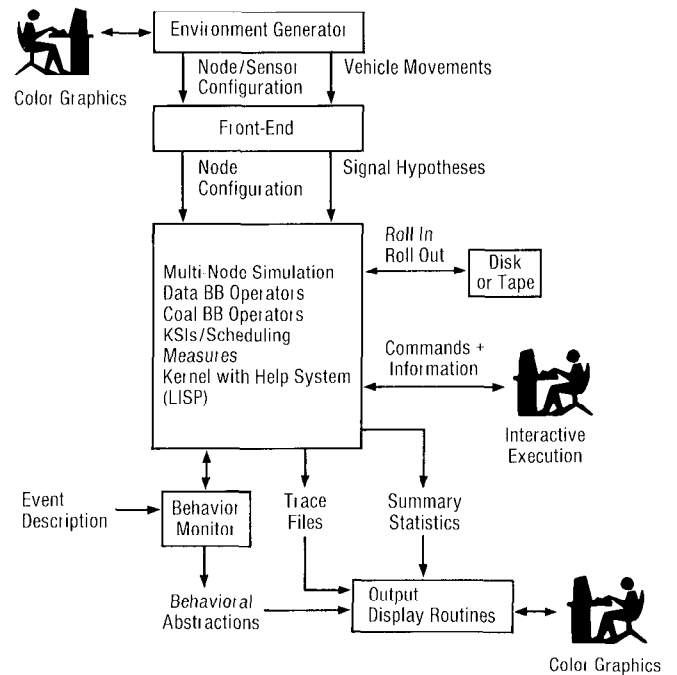 Environment Generator
Color Graphics
Node/Sensor
Configuration
Vehicle Movements
Front-End
Node
Configuration
Signal Hypotheses
Multi-Node Simulation
Data BB Operators
Coal BB Operators
KSIs/Scheduling
Measures
Kernel with Help System
(LISP)
Roll In
Roll Out
Disk
or Tape
Commands +
Information
Interactive
Execution
Event
Description
Behavior
Monitor
Trace
Files
Summary
Statistics
Behavioral
Abstractions
Output
Display Routines
Color Graphics